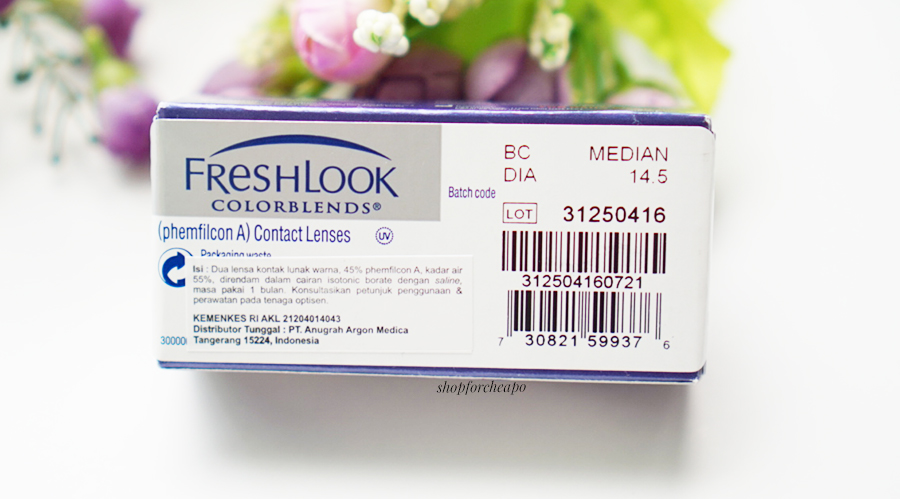 FRESHLOOK
COLORBLENDS®
(phemfilcon A) Contact Lenses
UV
Packaging waste
Isi : Dua lensa kontak lunak warna, 45% phemfilcon A, kadar air
55%, direndam dalam cairan isotonic borate dengan saline,
masa pakai 1 bulan. Konsultasikan petunjuk penggunaan &
perawatan pada tenaga optisen.
KEMENKES RI AKL 21204014043
Distributor Tunggal : PT. Anugrah Argon Medica
Tangerang 15224, Indonesia
30000
BC MEDIAN
DIA 14.5
Batch code
LOT 31250416
312504160721
7 30821 59937 6
shopforcheapo